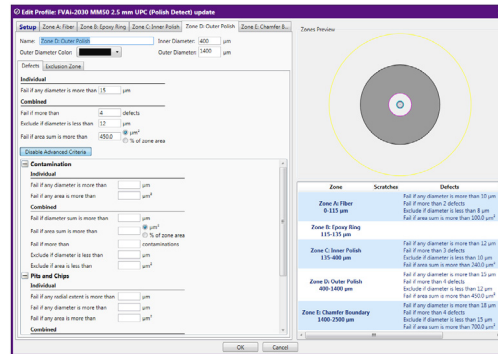 Edit Profile: FVAi-2030 MM50 2.5 mm UPC (Polish Detect) update
Setup Zone A: Fiber Zone B: Epoxy Ring Zone C: Inner Polish Zone D: Outer Polish Zone E: Chamfer B...
Name: Zone D: Outer Polish Inner Diameter: 400 µm
Outer Diameter Color: Outer Diameter: 1400 µm
Defects Exclusion Zone
Individual
Fail if any diameter is more than 15 µm
Combined
Fail if more than 4 defects
Exclude if diameter is less than 12 µm
Fail if area sum is more than 450.0 µm²
% of zone area
Disable Advanced Criteria
Contamination
Individual
Fail if any diameter is more than µm
Fail if any area is more than µm²
Combined
Fail if diameter sum is more than µm
Fail if area sum is more than µm²
% of zone area
Fail if more than contaminations
Exclude if diameter is less than µm
Exclude if area is less than µm²
Pits and Chips
Individual
Fail if any radial extent is more than µm
Fail if any diameter is more than µm
Fail if any area is more than µm²
Combined
Zones Preview
Zone Scratches Defects
Zone A: Fiber
0-115 µm
Fail if any diameter is more than 10 µm
Fail if more than 2 defects
Exclude if diameter is less than 8 µm
Fail if area sum is more than 100.0 µm²
Zone B: Epoxy Ring
115-135 µm
Zone C: Inner Polish
135-400 µm
Fail if any diameter is more than 12 µm
Fail if more than 3 defects
Exclude if diameter is less than 10 µm
Fail if area sum is more than 240.0 µm²
Zone D: Outer Polish
400-1400 µm
Fail if any diameter is more than 15 µm
Fail if more than 4 defects
Exclude if diameter is less than 12 µm
Fail if area sum is more than 450.0 µm²
Zone E: Chamfer Boundary
1400-2500 µm
Fail if any diameter is more than 18 µm
Fail if more than 4 defects
Exclude if diameter is less than 15 µm
Fail if area sum is more than 700.0 µm²
OK Cancel